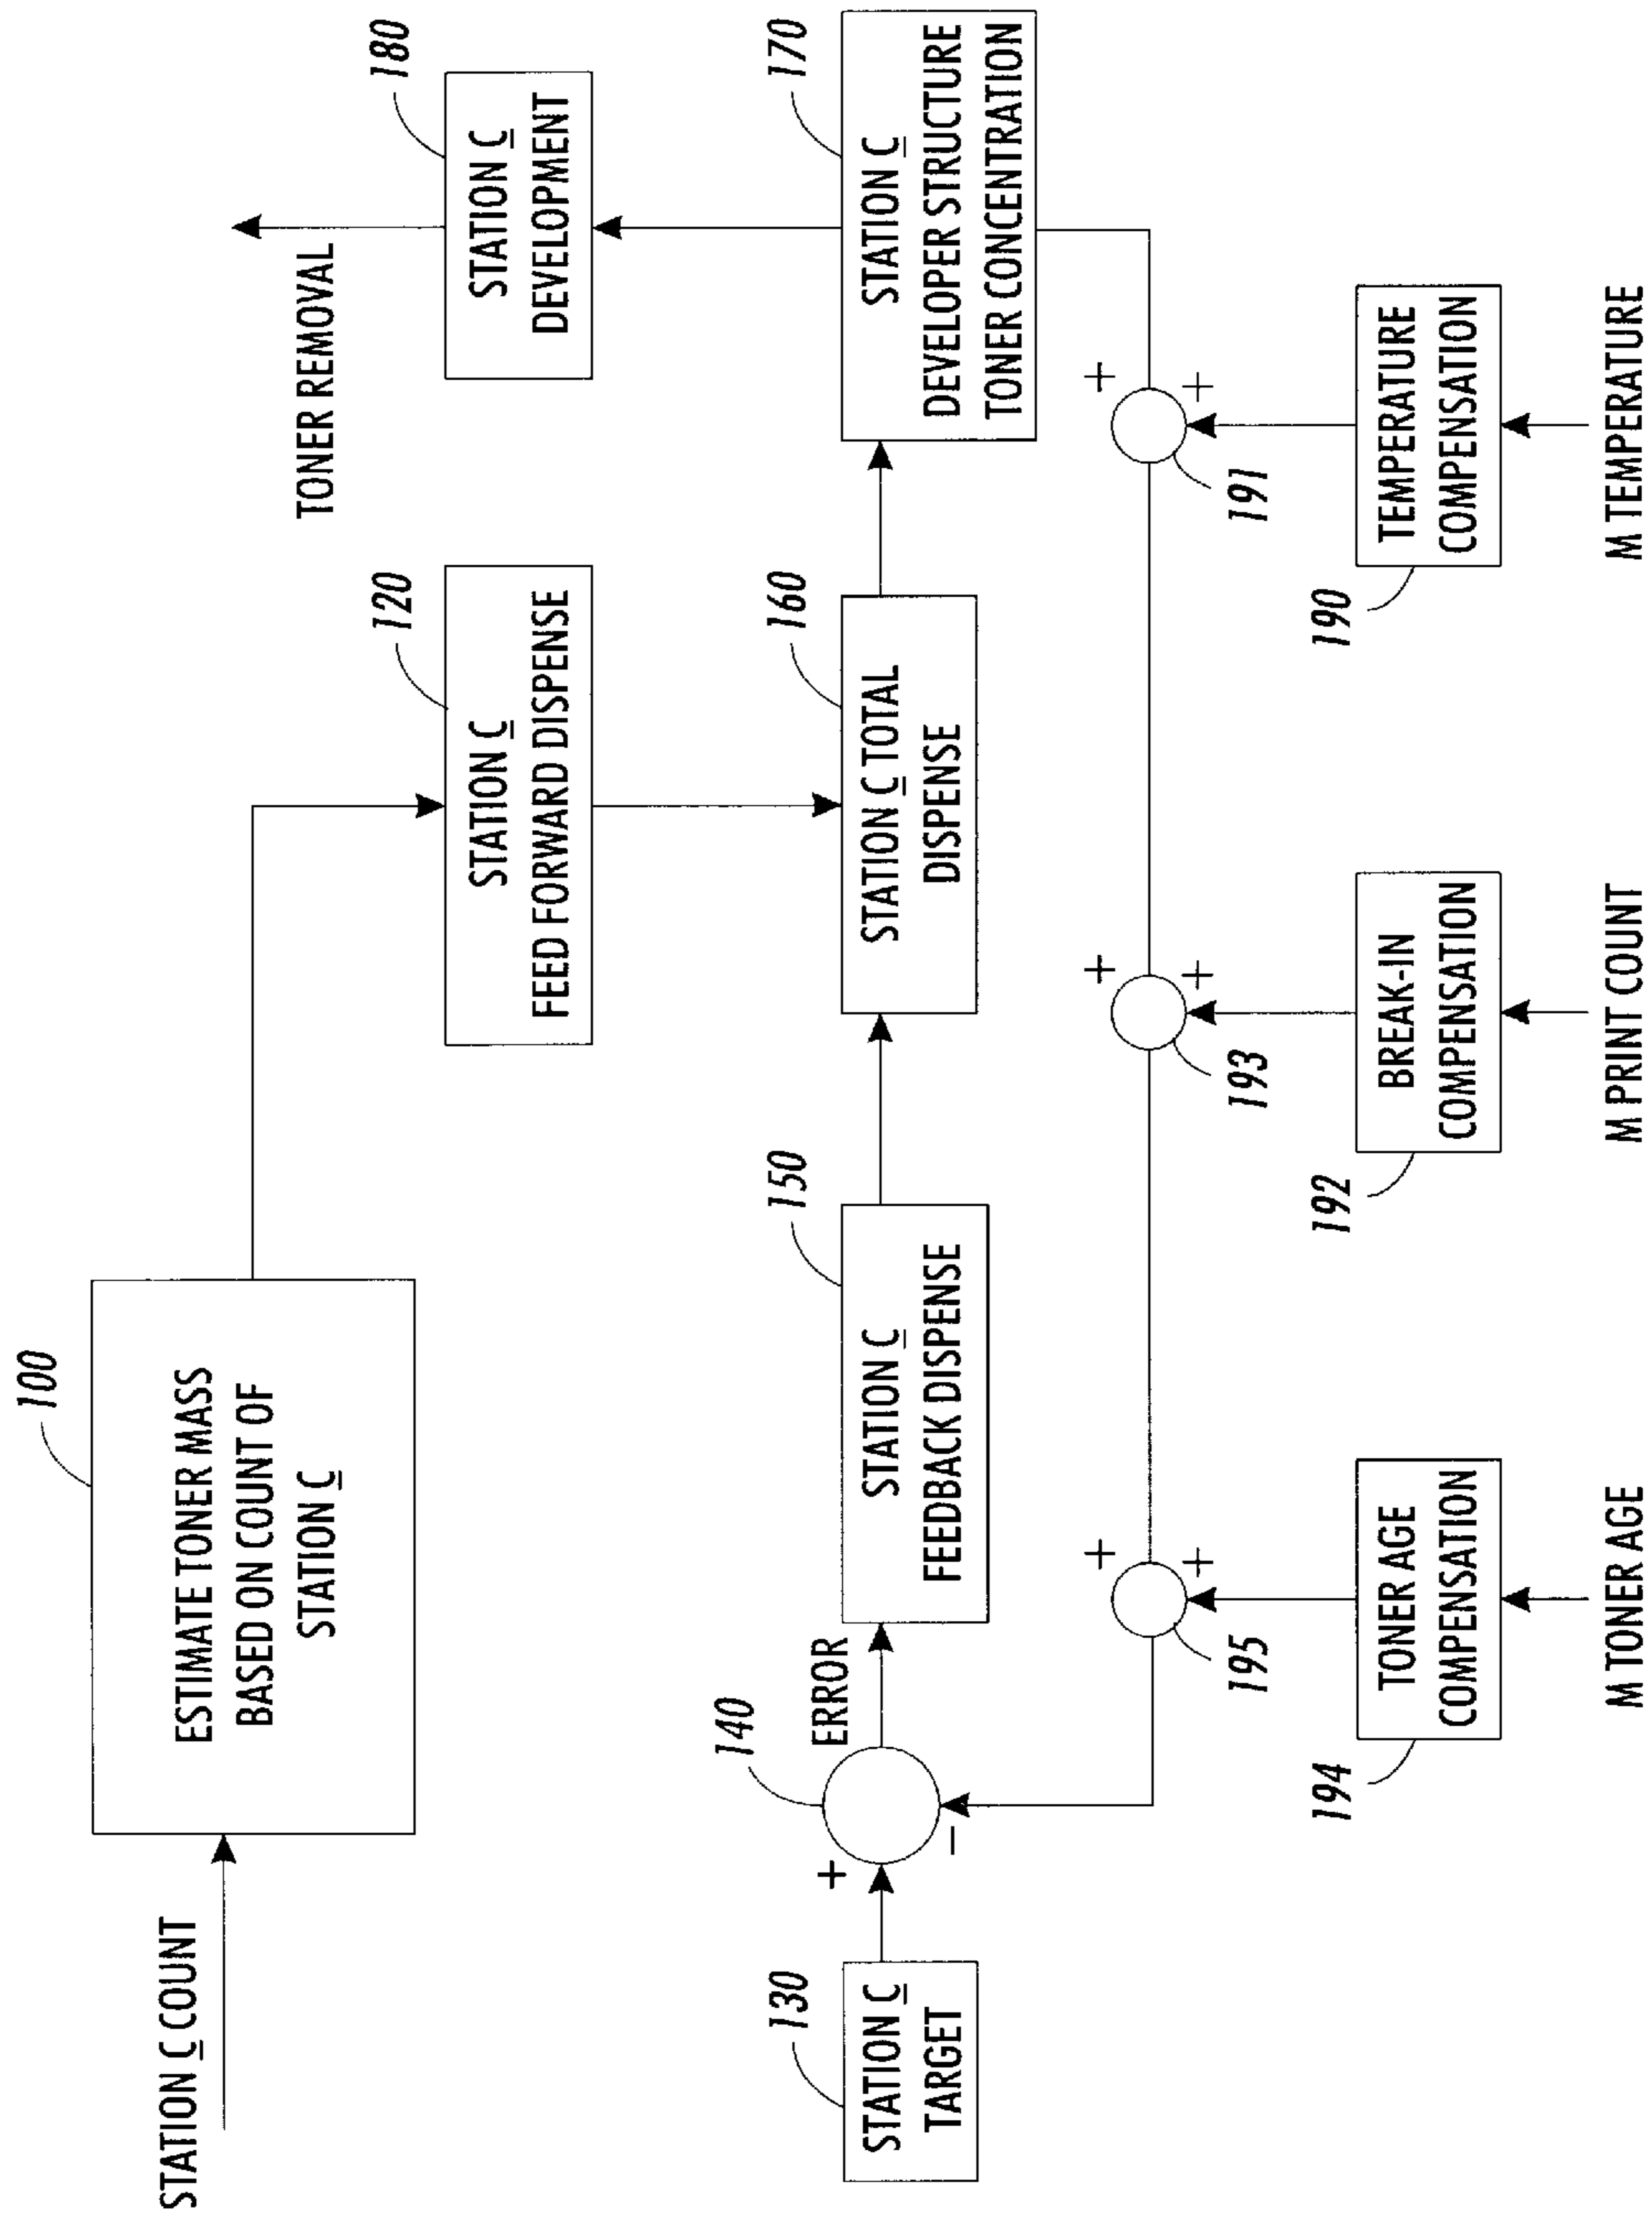 STATION C COUNT
100
ESTIMATE TONER MASS
BASED ON COUNT OF
STATION C
TONER REMOVAL
120
STATION C
FEED FORWARD DISPENSE
180
STATION C
DEVELOPMENT
130
STATION C
TARGET
+
-
140
ERROR
150
STATION C
FEEDBACK DISPENSE
160
STATION C TOTAL
DISPENSE
170
STATION C
DEVELOPER STRUCTURE
TONER CONCENTRATION
+
+
195
+
+
193
+
+
191
194
TONER AGE
COMPENSATION
192
BREAK-IN
COMPENSATION
190
TEMPERATURE
COMPENSATION
M TONER AGE
M PRINT COUNT
M TEMPERATURE